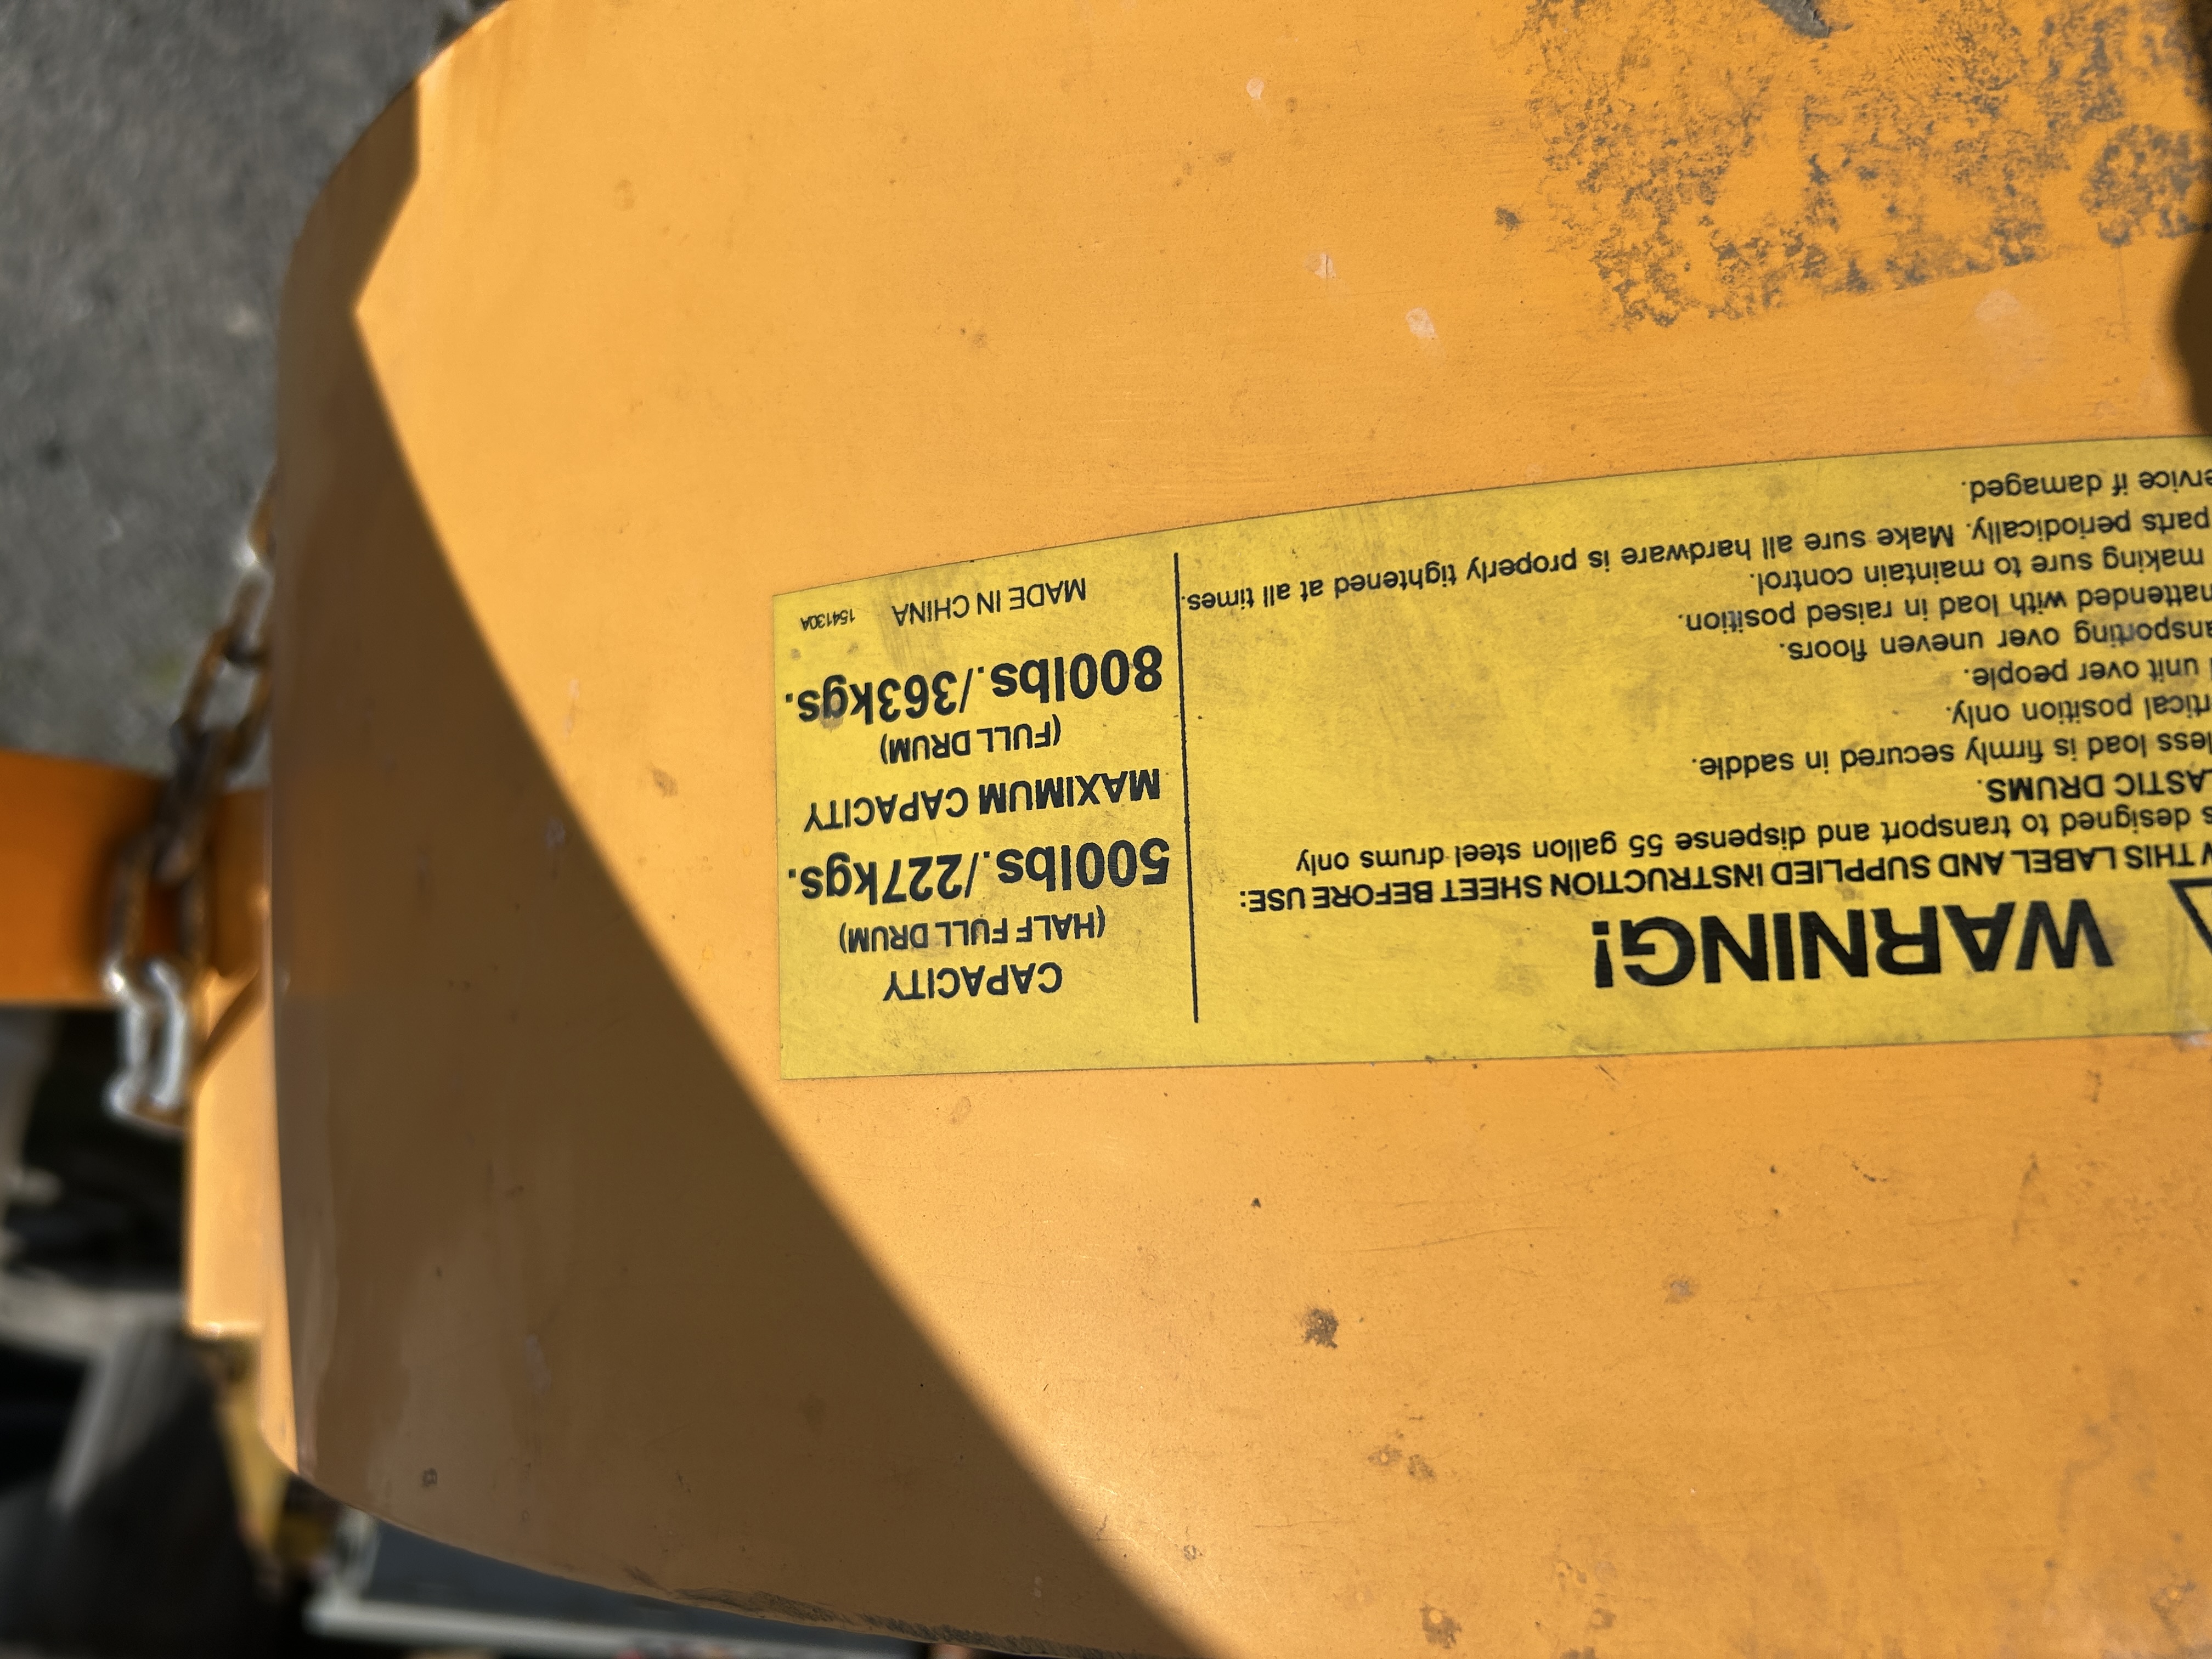 WARNING!
THIS LABEL AND SUPPLIED INSTRUCTION SHEET BEFORE USE:
designed to transport and dispense 55 gallon steel drums only
DRUMS.
load is firmly secured in saddle.
position only.
unit over people.
over uneven floors.
with load in raised position.
making sure to maintain control.
parts periodically. Make sure all hardware is properly tightened at all times.
if damaged.
CAPACITY
(HALF FULL DRUM)
500lbs./227kgs.
MAXIMUM CAPACITY
(FULL DRUM)
800lbs./363kgs.
MADE IN CHINA 154130A